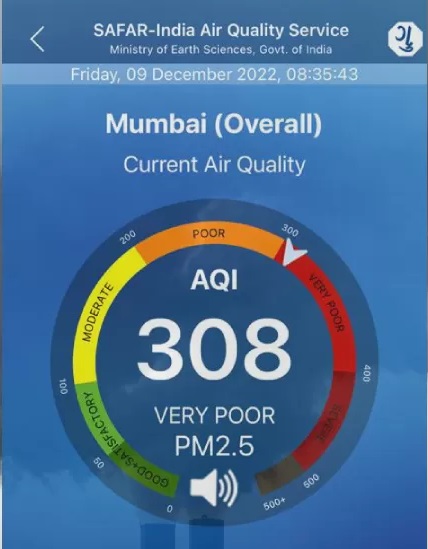 SAFAR-India Air Quality Service
Ministry of Earth Sciences, Govt. of India
Friday, 09 December 2022, 08:35:43
Mumbai (Overall)
Current Air Quality
0
GOOD+SATISFACTORY
50
100
MODERATE
200
POOR
300
VERY POOR
400
SEVERE
500
500+
AQI
308
VERY POOR
PM2.5